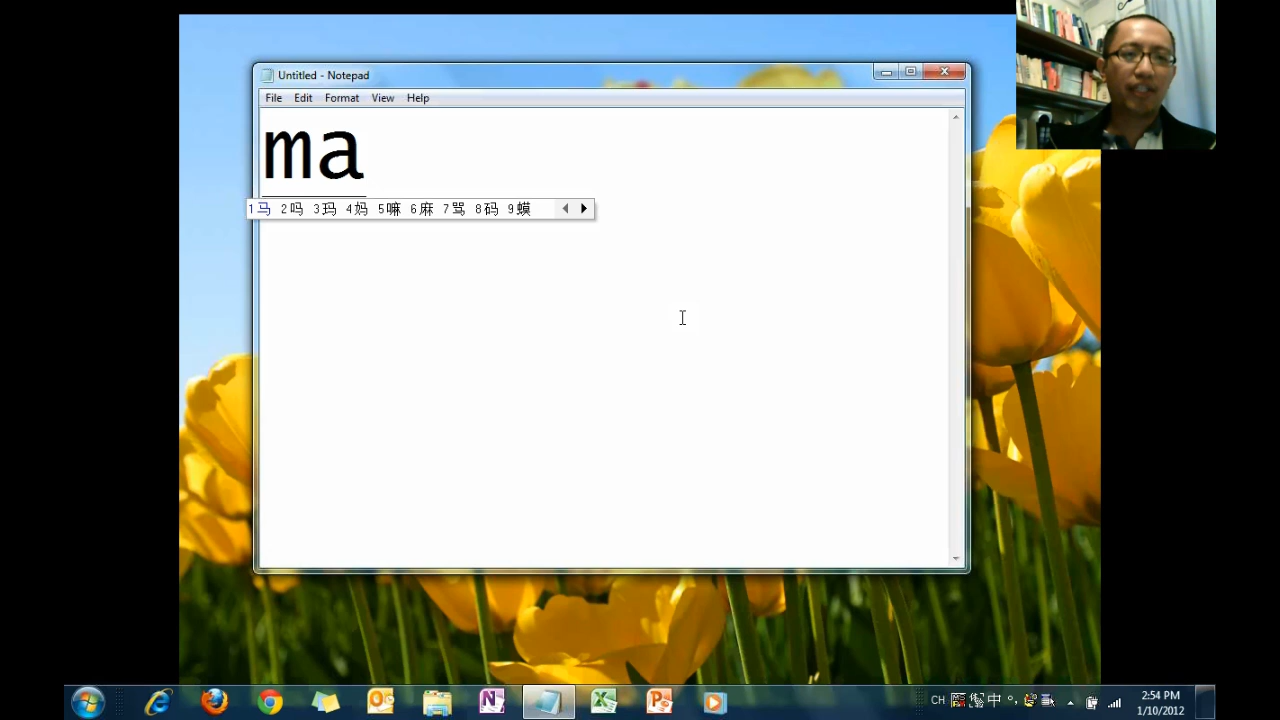 Untitled - Notepad
File Edit Format View Help
ma
1马 2吗 3玛 4妈 5嘛 6麻 7骂 8码 9蟆
CH 中 °,
2:54 PM
1/10/2012